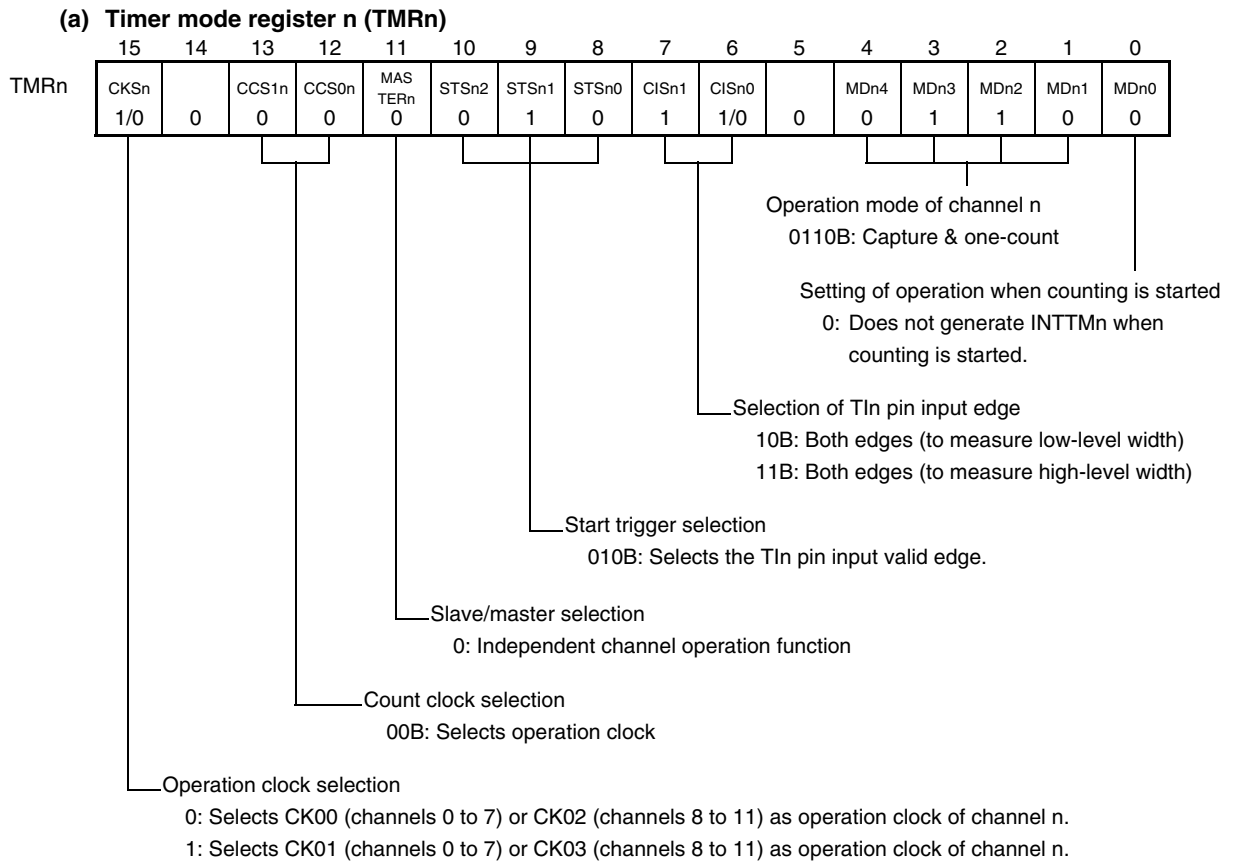 (a) Timer mode register n (TMRn)
15 14 13 12 11 10 9 8 7 6 5 4 3 2 1 0
TMRn
CKSn CCS1n CCS0n MAS TERn STSn2 STSn1 STSn0 CISn1 CISn0 MDn4 MDn3 MDn2 MDn1 MDn0
1/0 0 0 0 0 0 1 0 1 1/0 0 0 1 1 0 0
Operation mode of channel n
0110B: Capture & one-count
Setting of operation when counting is started
0: Does not generate INTTMn when
counting is started.
Selection of TIn pin input edge
10B: Both edges (to measure low-level width)
11B: Both edges (to measure high-level width)
Start trigger selection
010B: Selects the TIn pin input valid edge.
Slave/master selection
0: Independent channel operation function
Count clock selection
00B: Selects operation clock
Operation clock selection
0: Selects CK00 (channels 0 to 7) or CK02 (channels 8 to 11) as operation clock of channel n.
1: Selects CK01 (channels 0 to 7) or CK03 (channels 8 to 11) as operation clock of channel n.